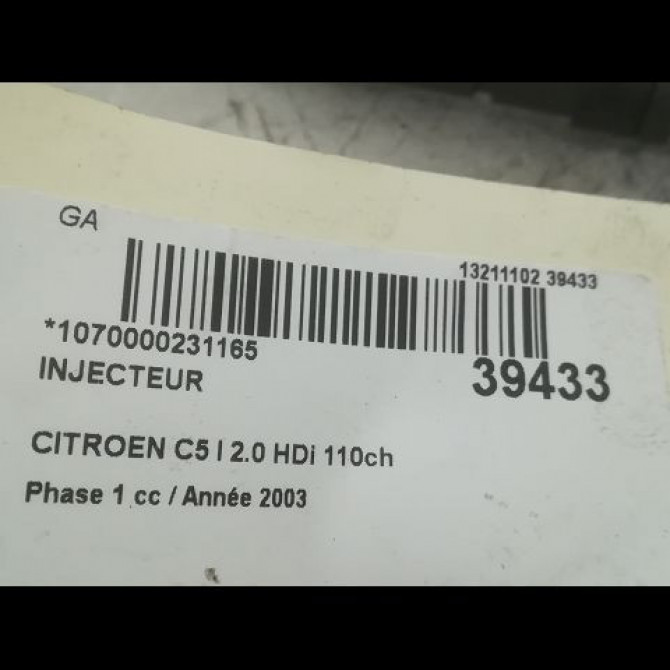 GA
13211102 39433
*1070000231165
39433
INJECTEUR
CITROEN C5 I 2.0 HDi 110ch
Phase 1 cc / Année 2003